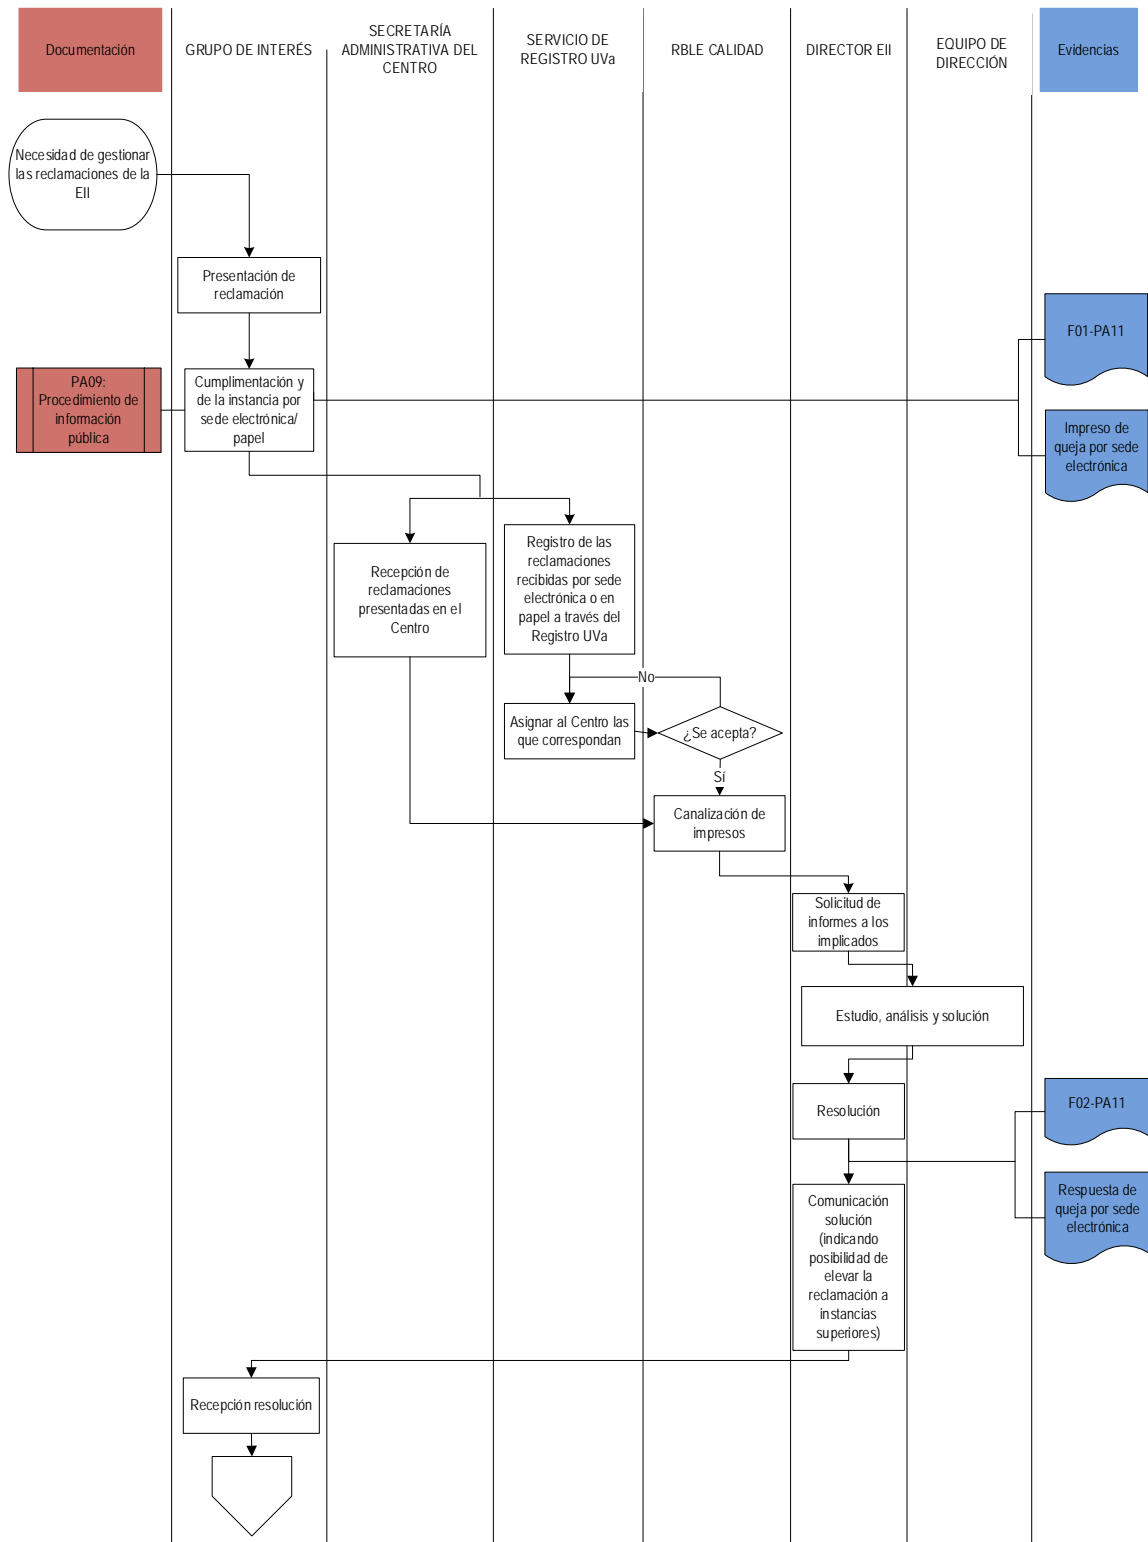 Documentación
GRUPO DE INTERÉS
SECRETARÍA
ADMINISTRATIVA DEL
CENTRO
SERVICIO DE
REGISTRO UVa
RBLE CALIDAD
DIRECTOR EII
EQUIPO DE
DIRECCIÓN
Evidencias
Necesidad de gestionar
las reclamaciones de la
EII
Presentación de
reclamación
F01-PA11
PA09:
Procedimiento de
información
pública
Cumplimentación y
de la instancia por
sede electrónica/
papel
Impreso de
queja por sede
electrónica
Recepción de
reclamaciones
presentadas en el
Centro
Registro de las
reclamaciones
recibidas por sede
electrónica o en
papel a través del
Registro UVa
No
Asignar al Centro las
que correspondan
¿Se acepta?
Sí
Canalización de
impresos
Solicitud de
informes a los
implicados
Estudio, análisis y solución
Resolución
F02-PA11
Comunicación
solución
(indicando
posibilidad de
elevar la
reclamación a
instancias
superiores)
Respuesta de
queja por sede
electrónica
Recepción resolución